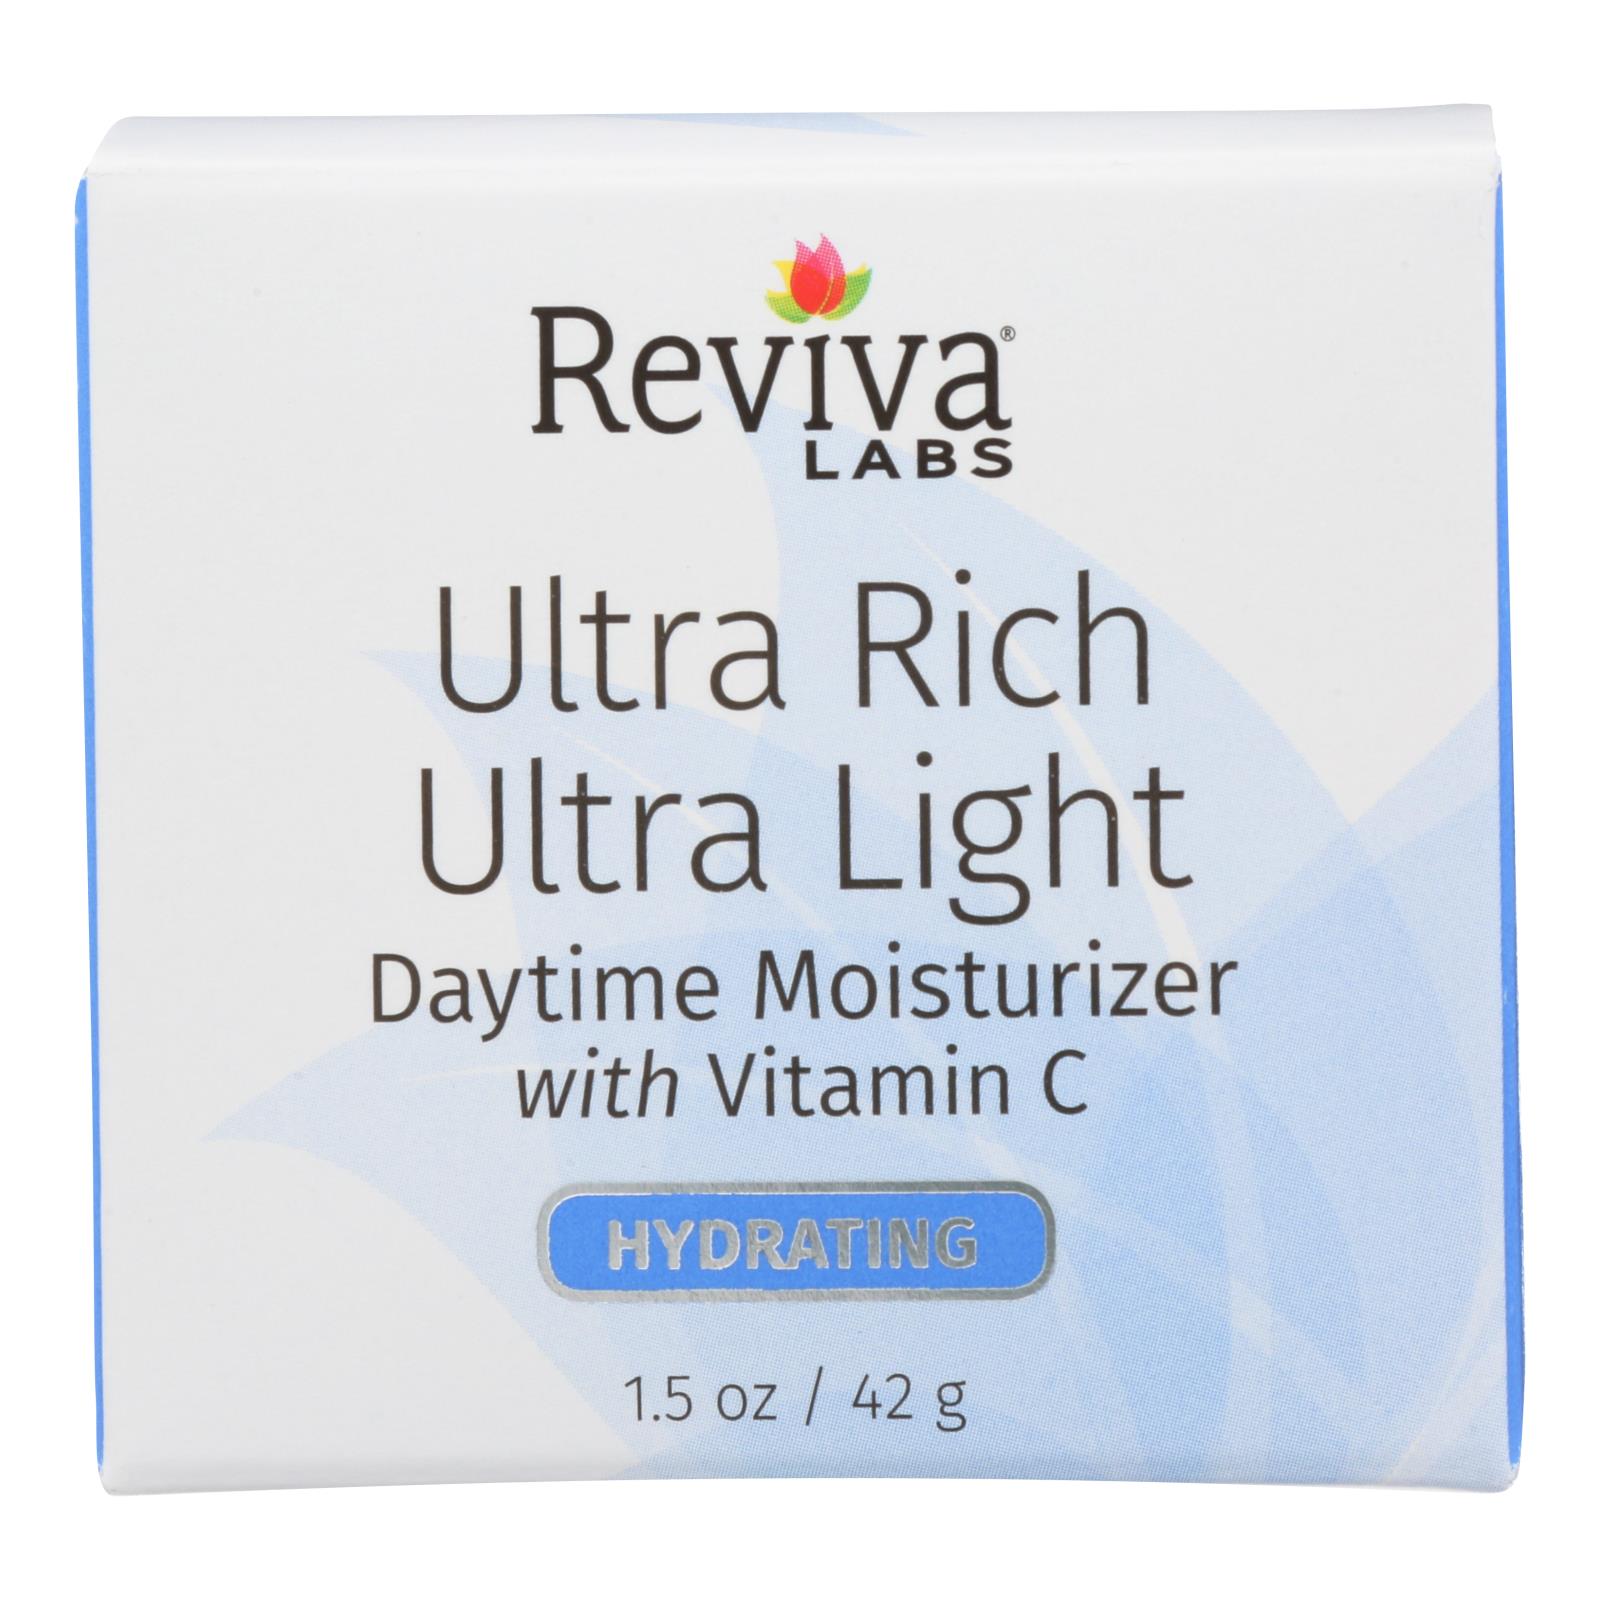 Reviva®
LABS
Ultra Rich
Ultra Light
Daytime Moisturizer
with Vitamin C
HYDRATING
1.5 oz / 42 g